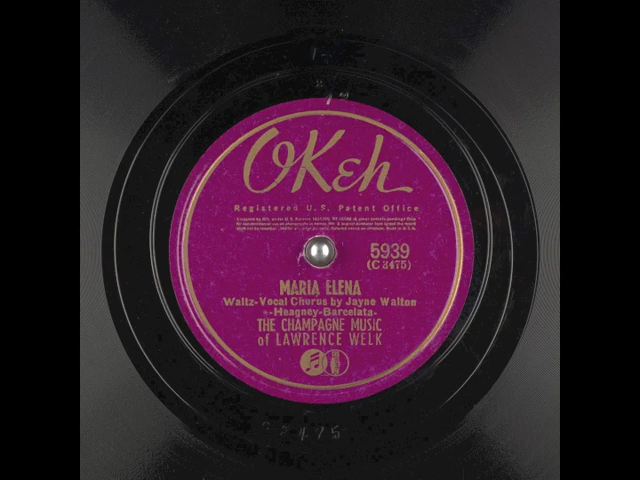 OKeh
Registered U.S. Patent Office
5939
(C 3475)
MARIA ELENA
Waltz-Vocal Chorus by Jayne Walton
-Heagney-Barcelata-
THE CHAMPAGNE MUSIC
of LAWRENCE WELK